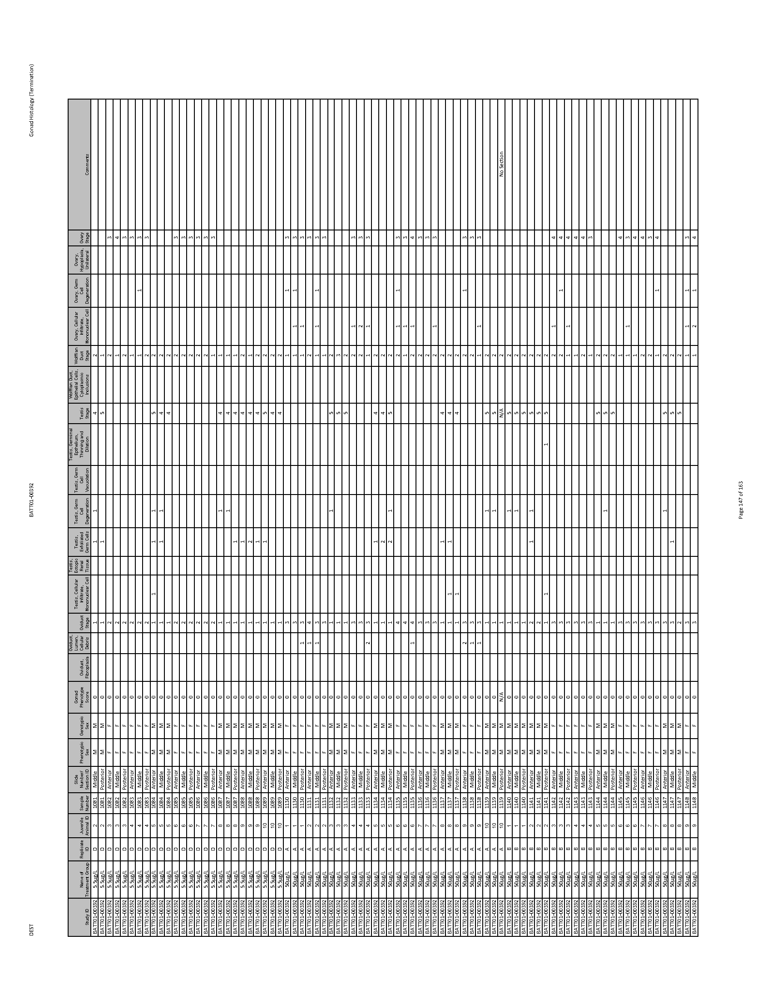 DEST BATT01-00392 Gonad Histology (Termination)
Study ID Name of Treatment Group Replicate ID Juvenile Animal ID Sample Number Slide Number/ Section ID Phenotypic Sex Genotypic Sex Gonad Phenotype Score Oviduct, Fibroplasia Oviduct, Lumen, Cellular Debris Oviduct Stage Testis, Cellular Infiltrate, Mononuclear Cell Testis, Ectopic Renal Tissue Testis, Exfoliated Germ Cells Testis, Germ Cell Degeneration Testis, Germ Cell Vacuolation Testis, Germinal Epthelium, Thinning and Dilation Testis Stage Wolffian Duct, Epithelial Cells, Cytoplasmic Inclusions Wolffian Duct Stage Ovary, Cellular Infiltrate, Mononuclear Cell Ovary, Germ Cell Degeneration Ovary, Hypoplasia, Unilateral Ovary Stage Comments
BATT01-00392 5.5µg/L D 2 1081 Middle M M 0 1 1 1 4 2
BATT01-00392 5.5µg/L D 2 1081 Posterior M M 0 1 1 5 1
BATT01-00392 5.5µg/L D 3 1082 Anterior F F 0 2 2 3
BATT01-00392 5.5µg/L D 3 1082 Middle F F 0 2 1 4
BATT01-00392 5.5µg/L D 3 1082 Posterior F F 0 2 2 3
BATT01-00392 5.5µg/L D 4 1083 Anterior F F 0 2 1 3
BATT01-00392 5.5µg/L D 4 1083 Middle F F 0 2 1 1 3
BATT01-00392 5.5µg/L D 4 1083 Posterior F F 0 2 2 3
BATT01-00392 5.5µg/L D 5 1084 Anterior M M 0 1 1 1 1 5 2
BATT01-00392 5.5µg/L D 5 1084 Middle M M 0 1 1 1 4 2
BATT01-00392 5.5µg/L D 5 1084 Posterior M M 0 1 4 2
BATT01-00392 5.5µg/L D 6 1085 Anterior F F 0 2 2 3
BATT01-00392 5.5µg/L D 6 1085 Middle F F 0 2 2 3
BATT01-00392 5.5µg/L D 6 1085 Posterior F F 0 2 2 3
BATT01-00392 5.5µg/L D 7 1086 Anterior F F 0 2 2 3
BATT01-00392 5.5µg/L D 7 1086 Middle F F 0 2 2 3
BATT01-00392 5.5µg/L D 7 1086 Posterior F F 0 2 1 3
BATT01-00392 5.5µg/L D 8 1087 Anterior M M 0 1 1 4 1
BATT01-00392 5.5µg/L D 8 1087 Middle M M 0 1 1 4 1
BATT01-00392 5.5µg/L D 8 1087 Posterior M M 0 1 1 4 1
BATT01-00392 5.5µg/L D 9 1088 Anterior M M 0 1 1 4 2
BATT01-00392 5.5µg/L D 9 1088 Middle M M 0 1 2 4 1
BATT01-00392 5.5µg/L D 9 1088 Posterior M M 0 1 1 4 2
BATT01-00392 5.5µg/L D 10 1089 Anterior M M 0 1 1 5 2
BATT01-00392 5.5µg/L D 10 1089 Middle M M 0 1 4 2
BATT01-00392 5.5µg/L D 10 1089 Posterior M M 0 1 4 2
BATT01-00392 50µg/L A 1 1130 Anterior F F 0 3 1 1 3
BATT01-00392 50µg/L A 1 1130 Middle F F 0 3 1 1 1 3
BATT01-00392 50µg/L A 1 1130 Posterior F F 0 1 3 1 1 3
BATT01-00392 50µg/L A 2 1131 Anterior F F 0 1 4 2 3
BATT01-00392 50µg/L A 2 1131 Middle F F 0 1 3 1 1 1 3
BATT01-00392 50µg/L A 2 1131 Posterior F F 0 3 1 3
BATT01-00392 50µg/L A 3 1132 Anterior M M 0 1 1 5 2
BATT01-00392 50µg/L A 3 1132 Middle M M 0 1 5 3
BATT01-00392 50µg/L A 3 1132 Posterior M M 0 1 5 2
BATT01-00392 50µg/L A 4 1133 Anterior F F 0 3 2 1 3
BATT01-00392 50µg/L A 4 1133 Middle F F 0 3 2 2 3
BATT01-00392 50µg/L A 4 1133 Posterior F F 0 2 3 1 1 3
BATT01-00392 50µg/L A 5 1134 Anterior M M 0 1 1 4 2
BATT01-00392 50µg/L A 5 1134 Middle M M 0 1 2 4 2
BATT01-00392 50µg/L A 5 1134 Posterior M M 0 1 2 1 5 2
BATT01-00392 50µg/L A 6 1135 Anterior F F 0 4 2 1 1 3
BATT01-00392 50µg/L A 6 1135 Middle F F 0 4 1 1 3
BATT01-00392 50µg/L A 6 1135 Posterior F F 0 1 4 2 1 4
BATT01-00392 50µg/L A 7 1136 Anterior F F 0 3 2 3
BATT01-00392 50µg/L A 7 1136 Middle F F 0 3 2 3
BATT01-00392 50µg/L A 7 1136 Posterior F F 0 3 2 1 3
BATT01-00392 50µg/L A 8 1137 Anterior M M 0 1 1 4 2
BATT01-00392 50µg/L A 8 1137 Middle M M 0 1 1 1 4 2
BATT01-00392 50µg/L A 8 1137 Posterior M M 0 1 1 4 2
BATT01-00392 50µg/L A 9 1138 Anterior F F 0 2 3 2 1 3
BATT01-00392 50µg/L A 9 1138 Middle F F 0 1 3 2 3
BATT01-00392 50µg/L A 9 1138 Posterior F F 0 1 3 1 1 3
BATT01-00392 50µg/L A 10 1139 Anterior M M 0 1 1 5 2
BATT01-00392 50µg/L A 10 1139 Middle M M 0 1 1 5 2
BATT01-00392 50µg/L A 10 1139 Posterior M M N/A 1 N/A 2 No Section
BATT01-00392 50µg/L B 1 1140 Anterior M M 0 1 1 5 2
BATT01-00392 50µg/L B 1 1140 Middle M M 0 1 1 5 2
BATT01-00392 50µg/L B 1 1140 Posterior M M 0 1 5 2
BATT01-00392 50µg/L B 2 1141 Anterior M M 0 2 1 1 5 2
BATT01-00392 50µg/L B 2 1141 Middle M M 0 2 5 2
BATT01-00392 50µg/L B 2 1141 Posterior M M 0 1 1 1 5 2
BATT01-00392 50µg/L B 3 1142 Anterior F F 0 3 2 1 4
BATT01-00392 50µg/L B 3 1142 Middle F F 0 3 2 1 4
BATT01-00392 50µg/L B 3 1142 Posterior F F 0 3 1 1 4
BATT01-00392 50µg/L B 4 1143 Anterior F F 0 3 1 4
BATT01-00392 50µg/L B 4 1143 Middle F F 0 3 2 4
BATT01-00392 50µg/L B 4 1143 Posterior F F 0 3 1 3
BATT01-00392 50µg/L B 5 1144 Anterior M M 0 1 5 2
BATT01-00392 50µg/L B 5 1144 Middle M M 0 1 1 5 2
BATT01-00392 50µg/L B 5 1144 Posterior M M 0 1 5 2
BATT01-00392 50µg/L B 6 1145 Anterior F F 0 3 1 4
BATT01-00392 50µg/L B 6 1145 Middle F F 0 3 1 1 3
BATT01-00392 50µg/L B 6 1145 Posterior F F 0 3 1 4
BATT01-00392 50µg/L B 7 1146 Anterior F F 0 3 2 4
BATT01-00392 50µg/L B 7 1146 Middle F F 0 3 2 3
BATT01-00392 50µg/L B 7 1146 Posterior F F 0 3 1 1 4
BATT01-00392 50µg/L B 8 1147 Anterior M M 0 3 1 5 2
BATT01-00392 50µg/L B 8 1147 Middle M M 0 3 1 5 2
BATT01-00392 50µg/L B 8 1147 Posterior M M 0 2 5 2
BATT01-00392 50µg/L B 9 1148 Anterior F F 0 3 1 1 1 3
BATT01-00392 50µg/L B 9 1148 Middle F F 0 3 1 2 1 4
Page 147 of 163